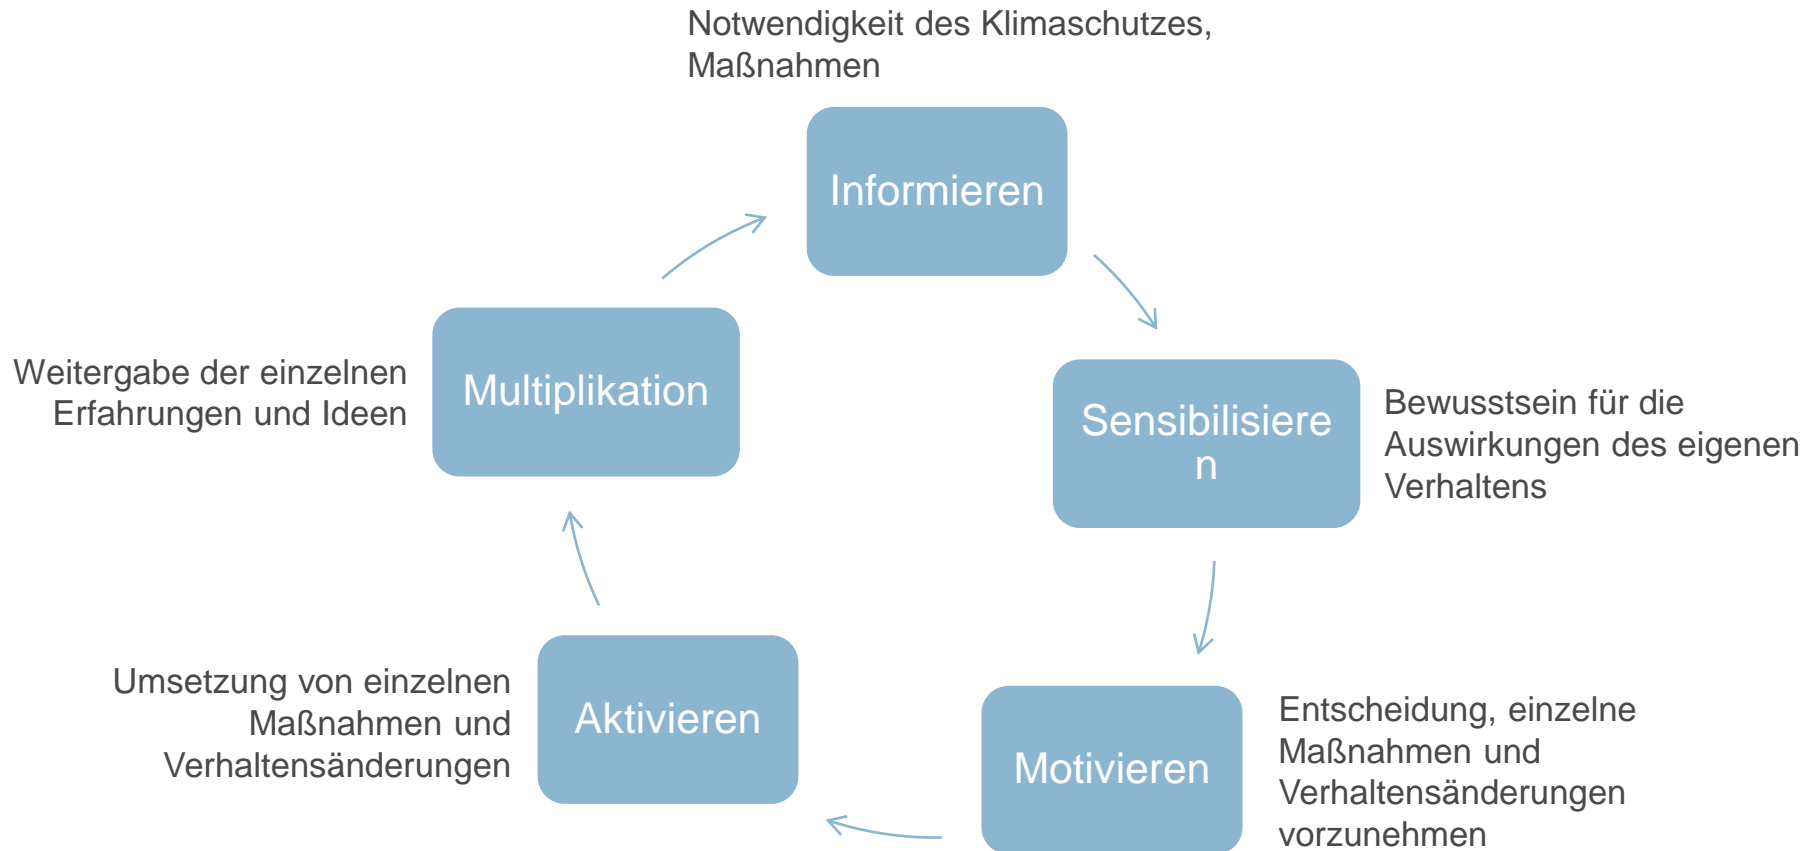 Notwendigkeit des Klimaschutzes,
Maßnahmen
Informieren
Sensibilisiere
n
Bewusstsein für die
Auswirkungen des eigenen
Verhaltens
Motivieren
Entscheidung, einzelne
Maßnahmen und
Verhaltensänderungen
vorzunehmen
Aktivieren
Umsetzung von einzelnen
Maßnahmen und
Verhaltensänderungen
Multiplikation
Weitergabe der einzelnen
Erfahrungen und Ideen